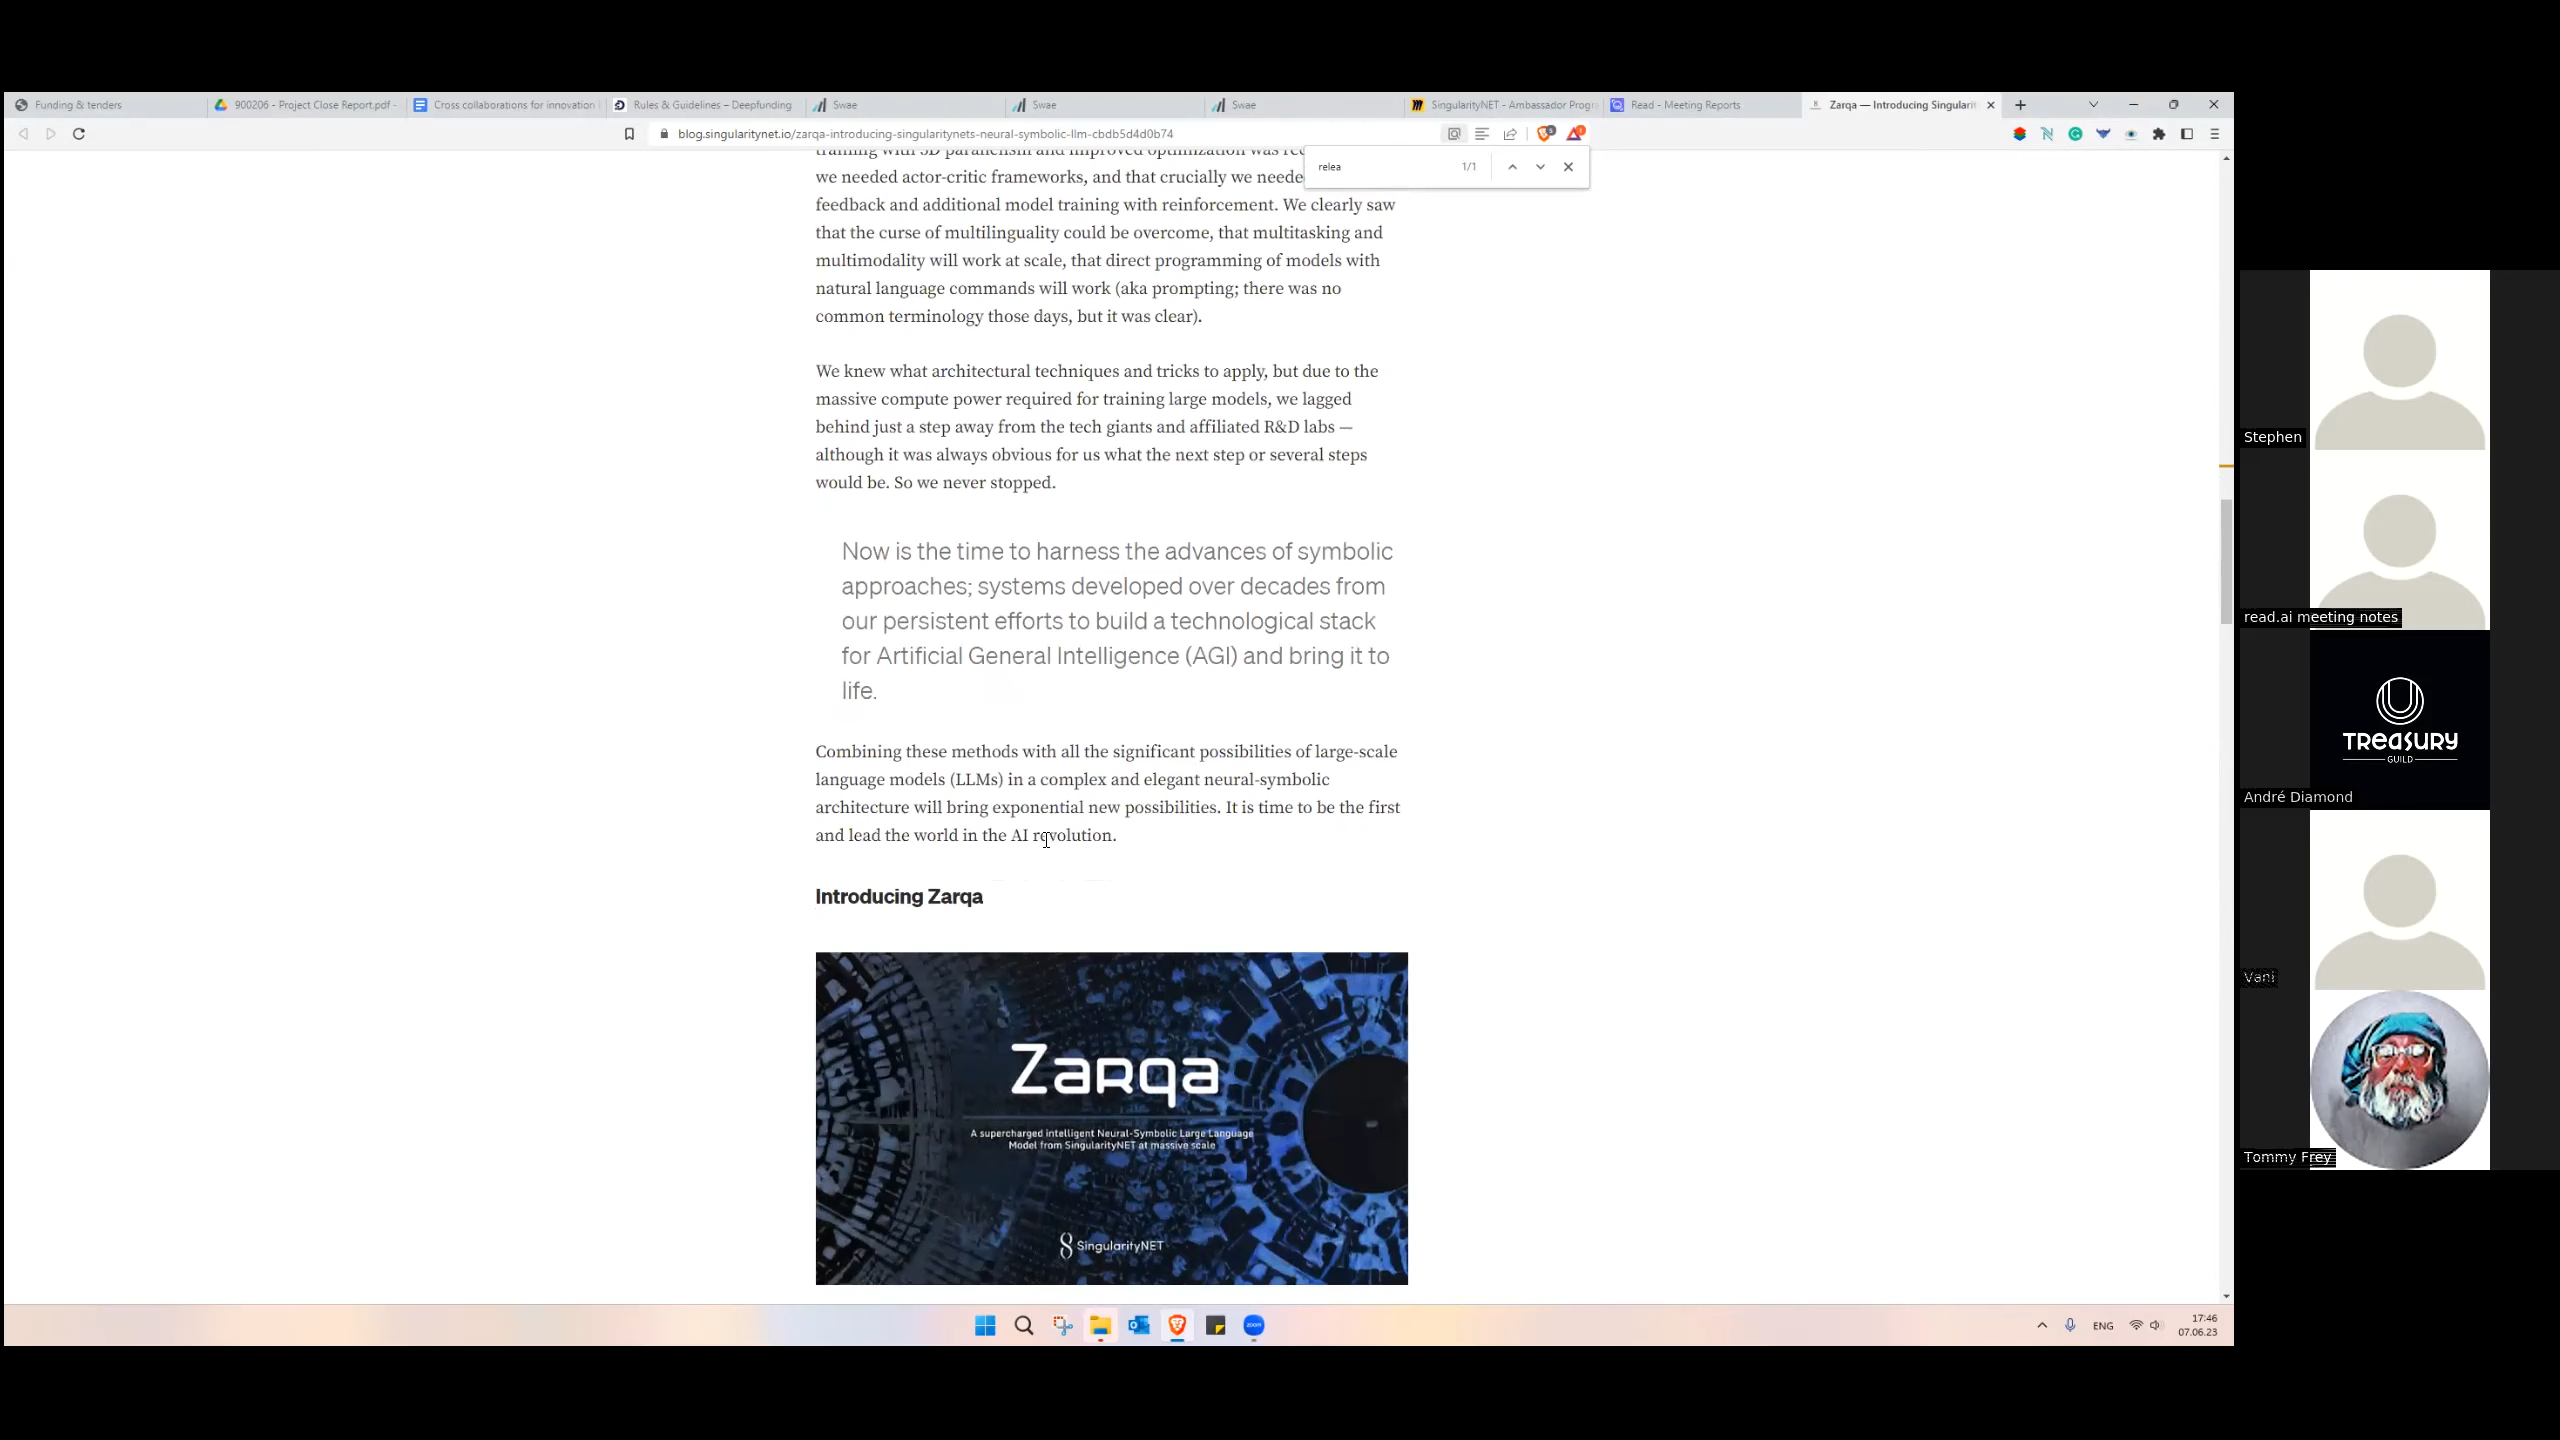 Funding & tenders
900206 - Project Close Report.pdf -
Cross collaborations for innovation
Rules & Guidelines – Deepfunding
Swae
Swae
Swae
SingularityNET - Ambassador Progra
Read - Meeting Reports
Zarqa — Introducing Singularit
blog.singularitynet.io/zarqa-introducing-singularitynets-neural-symbolic-llm-cbdb5d4d0b74
relea
1/1
training with 3D parallelism and improved optimization was
we needed actor-critic frameworks, and that crucially we neede
feedback and additional model training with reinforcement. We clearly saw
that the curse of multilinguality could be overcome, that multitasking and
multimodality will work at scale, that direct programming of models with
natural language commands will work (aka prompting; there was no
common terminology those days, but it was clear).
We knew what architectural techniques and tricks to apply, but due to the
massive compute power required for training large models, we lagged
behind just a step away from the tech giants and affiliated R&D labs —
although it was always obvious for us what the next step or several steps
would be. So we never stopped.
Now is the time to harness the advances of symbolic
approaches; systems developed over decades from
our persistent efforts to build a technological stack
for Artificial General Intelligence (AGI) and bring it to
life.
Combining these methods with all the significant possibilities of large-scale
language models (LLMs) in a complex and elegant neural-symbolic
architecture will bring exponential new possibilities. It is time to be the first
and lead the world in the AI revolution.
Introducing Zarqa
Zarqa
A supercharged intelligent Neural-Symbolic Large Language
Model from SingularityNET at massive scale
SingularityNET
ENG
17:46
07.06.23
Stephen
read.ai meeting notes
TREASURY
GUILD
André Diamond
Vani
Tommy Frey